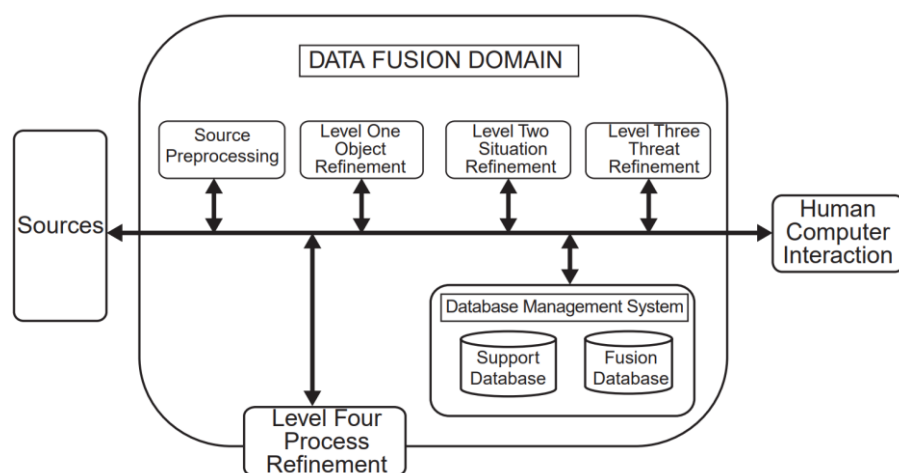 DATA FUSION DOMAIN
Source
Preprocessing
Level One
Object
Refinement
Level Two
Situation
Refinement
Level Three
Threat
Refinement
Sources
Human
Computer
Interaction
Database Management System
Support
Database
Fusion
Database
Level Four
Process
Refinement